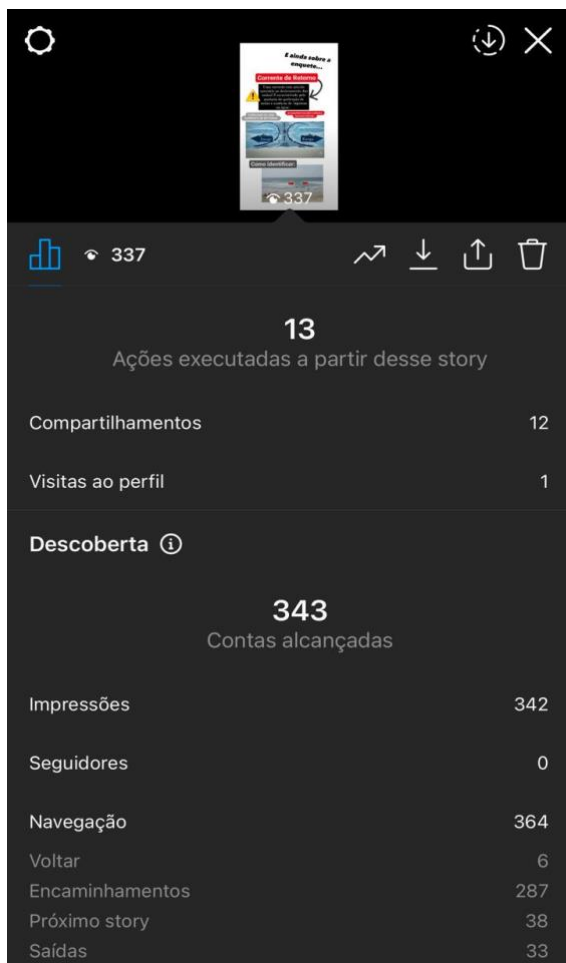 E ainda sobre a
enquete...
Corrente de Retorno
Como identificar:
337
337
13
Ações executadas a partir desse story
Compartilhamentos 12
Visitas ao perfil 1
Descoberta
343
Contas alcançadas
Impressões 342
Seguidores 0
Navegação 364
Voltar 6
Encaminhamentos 287
Próximo story 38
Saídas 33